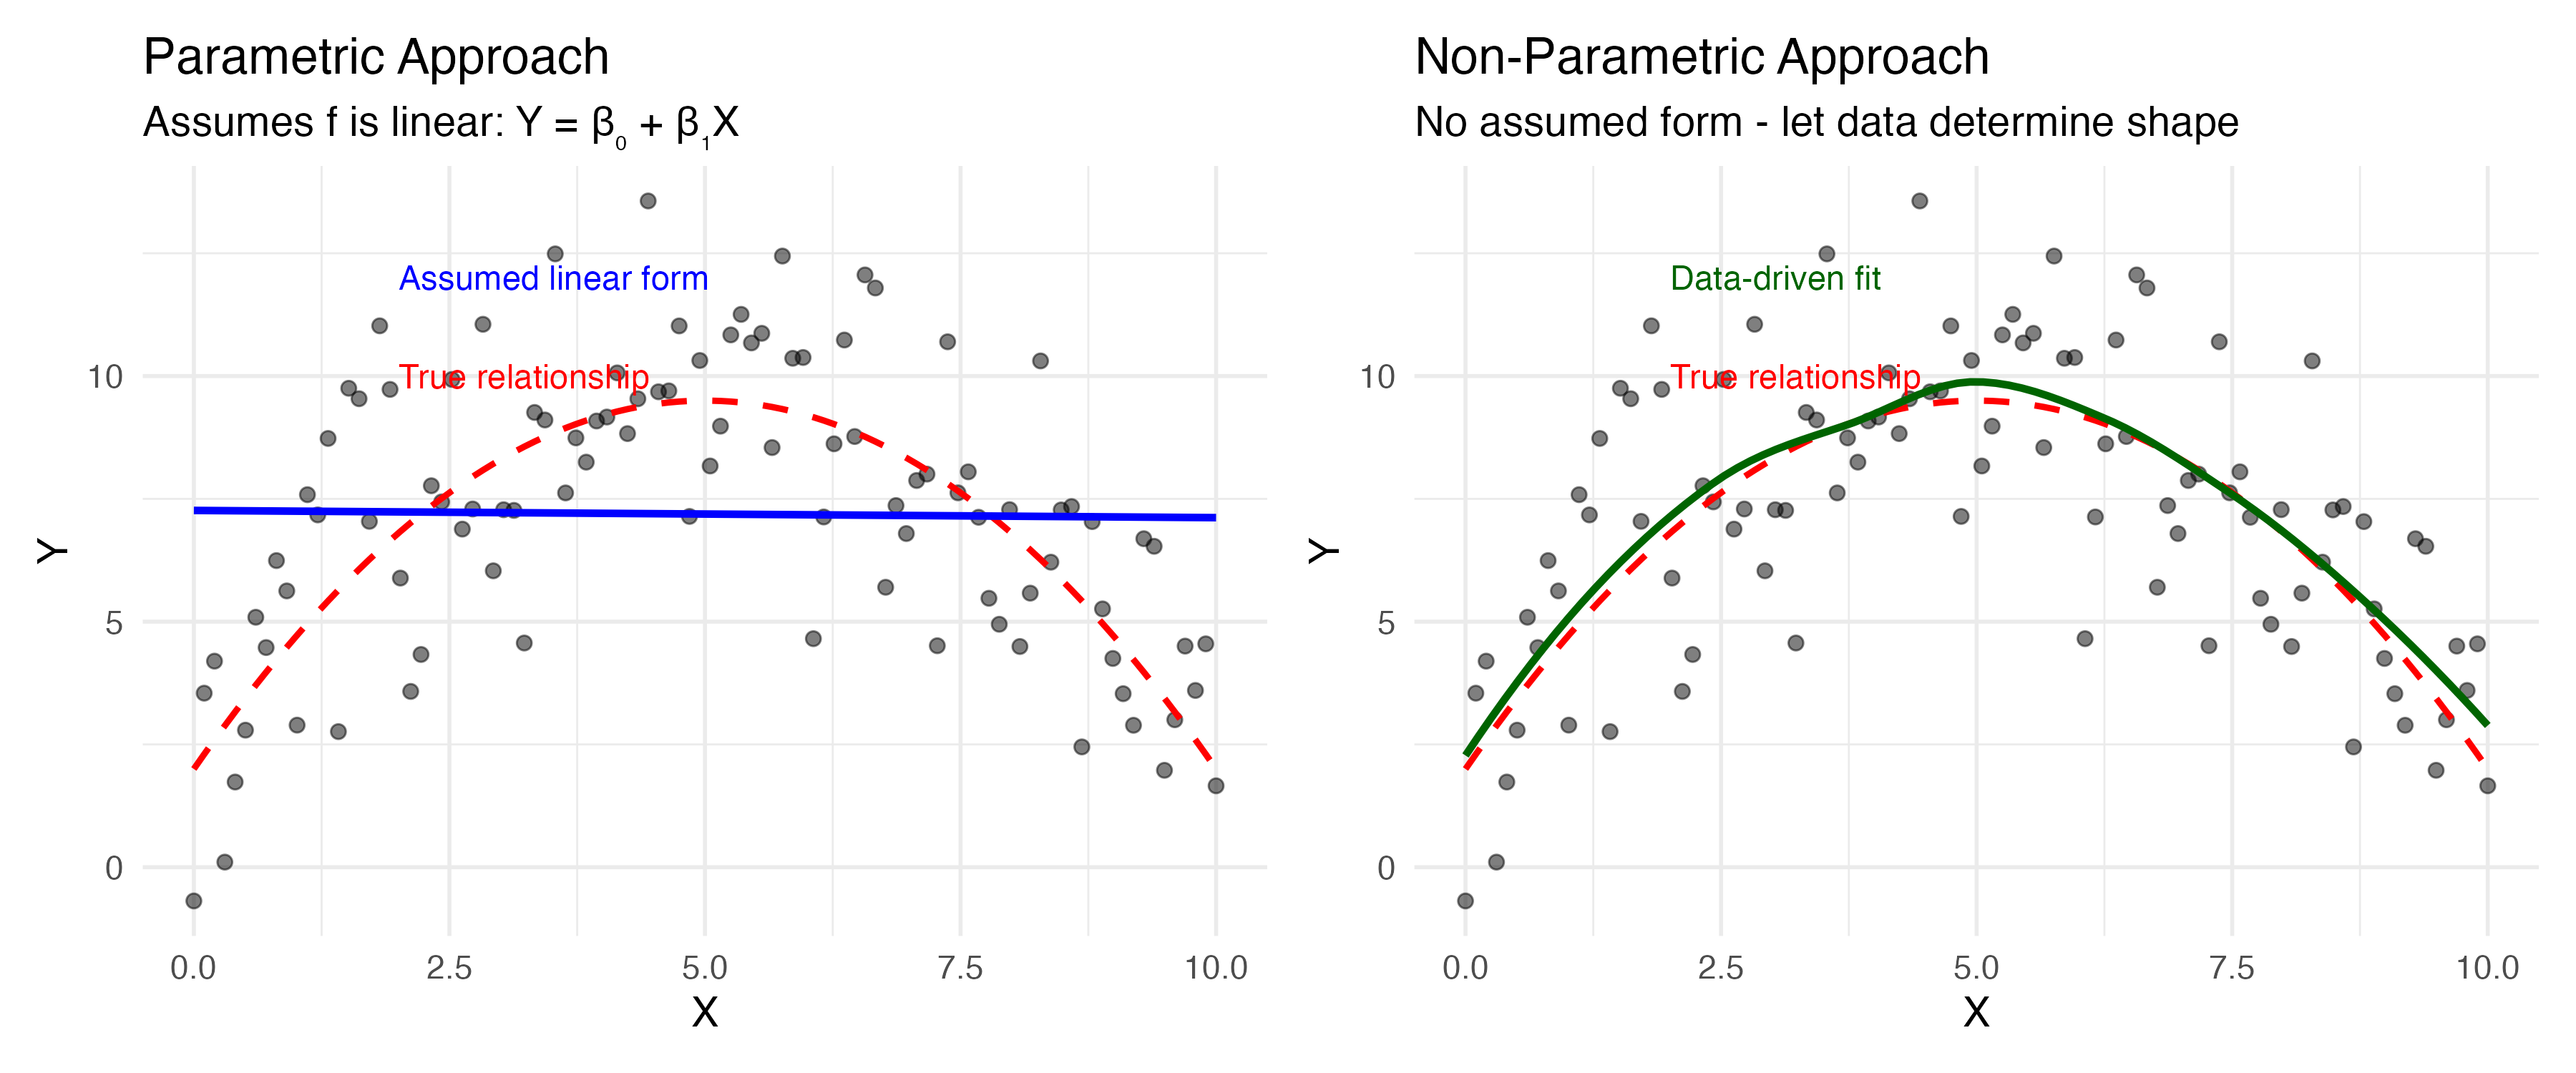 Parametric Approach
Assumes f is linear: Y = β₀ + β₁X
Assumed linear form
True relationship
10
5
0
Y
0.0 2.5 5.0 7.5 10.0
X
Non-Parametric Approach
No assumed form - let data determine shape
Data-driven fit
True relationship
10
5
0
Y
0.0 2.5 5.0 7.5 10.0
X